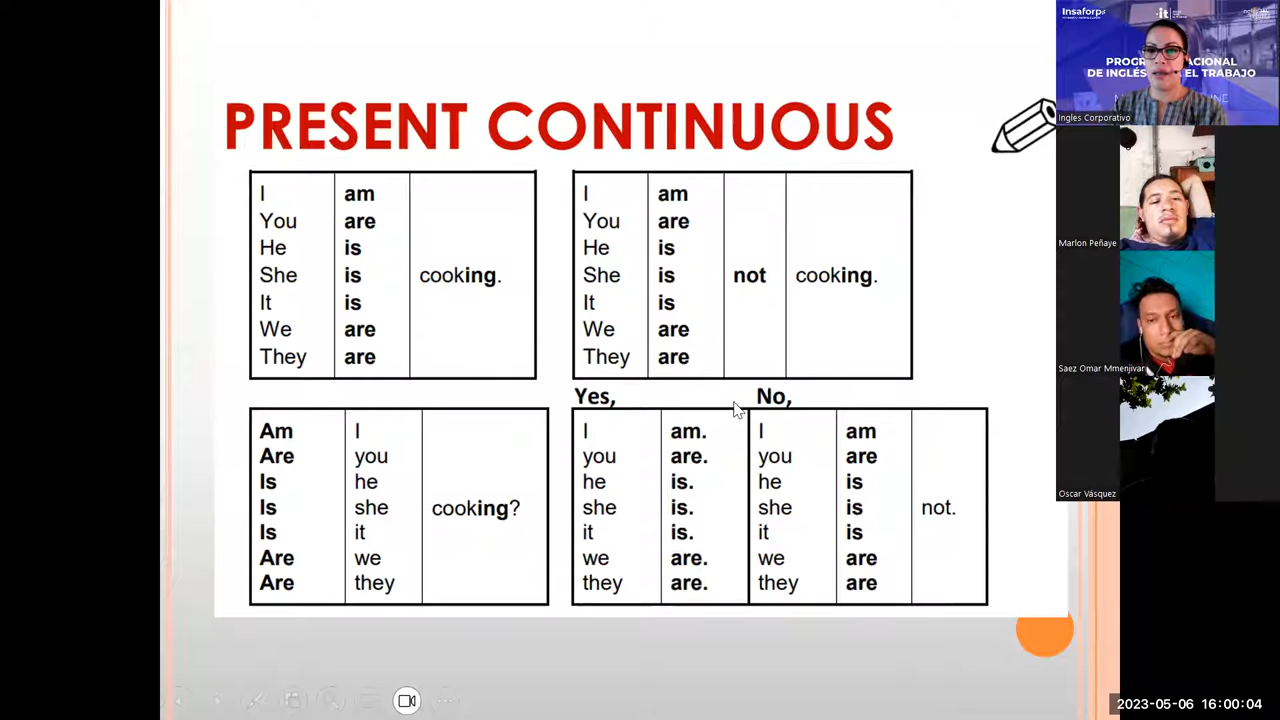 PRESENT CONTINUOUS
I am
You are
He is
She is cooking.
It is
We are
They are
I am
You are
He is
She is not cooking.
It is
We are
They are
Am I
Are you
Is he
Is she cooking?
Is it
Are we
Are they
Yes, No,
I am. I am
you are. you are
he is. he is
she is. she is not.
it is. it is
we are. we are
they are. they are
Insaforp
·it
PROGR ACIONAL
DE INGLÉS EL TRABAJO
INE
Ingles Corporativo
Marlon Peñaye
Saez Omar Mmenjivar
Oscar Vásquez
2023-05-06 16:00:04